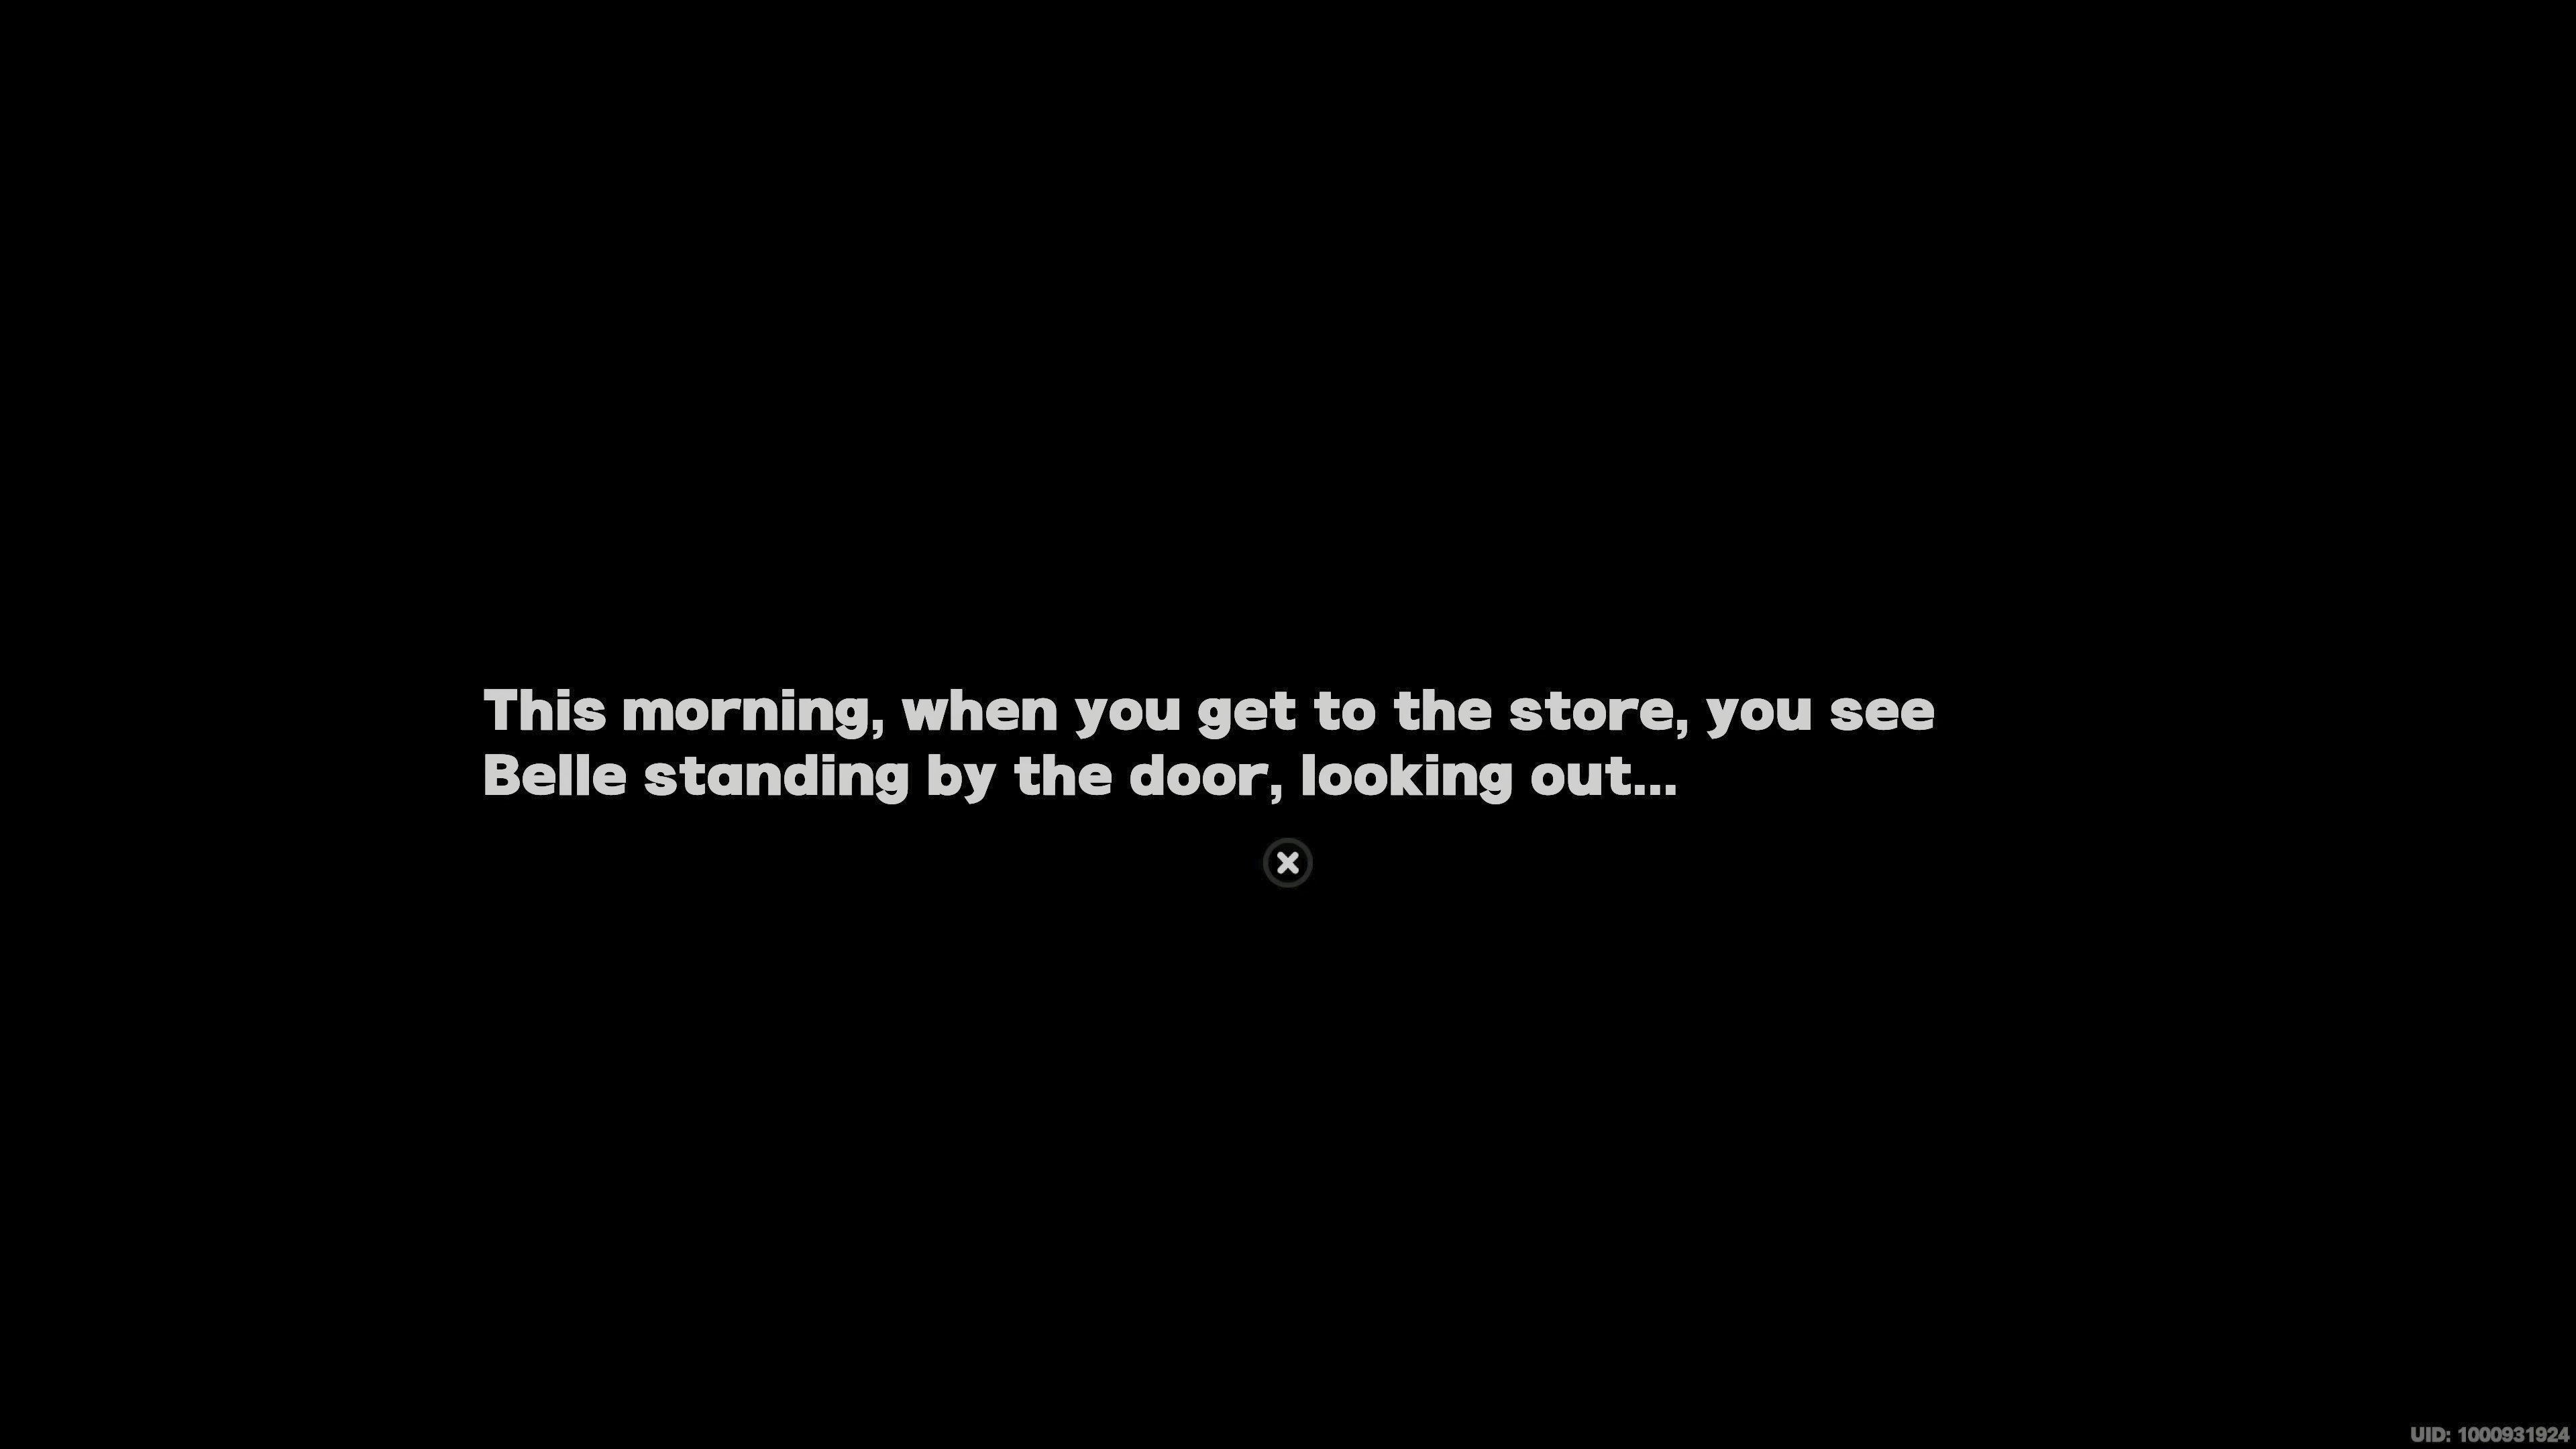 This morning, when you get to the store, you see
Belle standing by the door, looking out...
UID: 1000931924